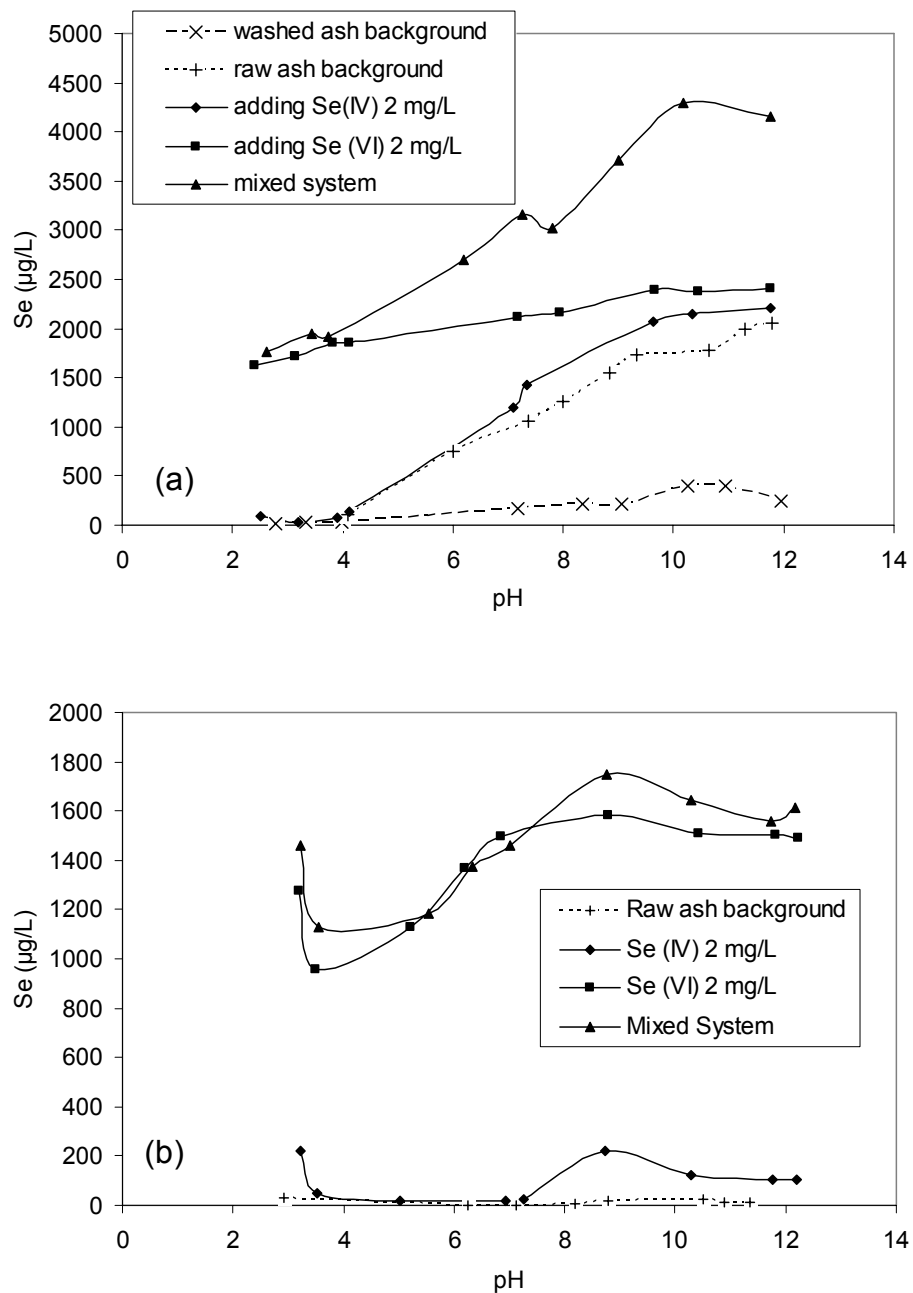 washed ash background
raw ash background
adding Se(IV) 2 mg/L
adding Se (VI) 2 mg/L
mixed system
5000
4500
4000
3500
3000
2500
2000
1500
1000
500
0
Se (µg/L)
(a)
0 2 4 6 8 10 12 14
pH
2000
1800
1600
1400
1200
1000
800
600
400
200
0
Se (µg/L)
Raw ash background
Se (IV) 2 mg/L
Se (VI) 2 mg/L
Mixed System
(b)
0 2 4 6 8 10 12 14
pH